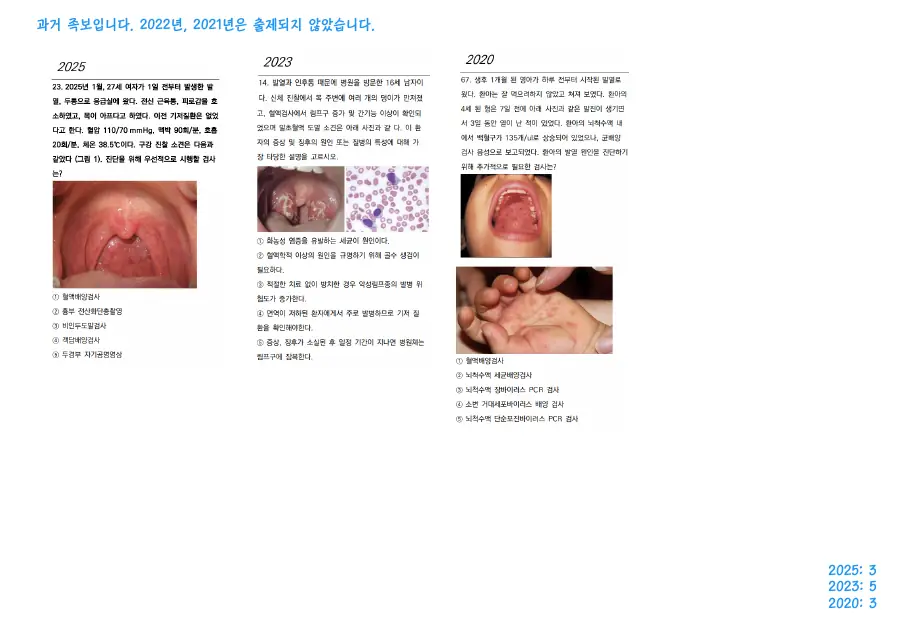 과거 족보입니다. 2022년, 2021년은 출제되지 않았습니다.
2025
23. 2025년 1월, 27세 여자가 1일 전부터 발생한 발
열, 두통으로 응급실에 왔다. 전신 근육통, 피로감을 호
소하였고, 목이 아프다고 하였다. 이전 기저질환은 없었
다고 한다. 혈압 110/70 mmHg, 맥박 90회/분, 호흡
20회/분, 체온 38.5℃이다. 구강 진찰 소견은 다음과
같았다 (그림 1). 진단을 위해 우선적으로 시행할 검사
는?
① 혈액배양검사
② 흉부 전산화단층촬영
③ 비인두도말검사
④ 객담배양검사
⑤ 두경부 자기공명영상
2023
14. 발열과 인후통 때문에 병원을 방문한 16세 남자이
다. 신체 진찰에서 목 주변에 여러 개의 덩이가 만져졌
고, 혈액검사에서 림프구 증가 및 간기능 이상이 확인되
었으며 말초혈액 도말 소견은 아래 사진과 같 다. 이 환
자의 증상 및 징후의 원인 또는 질병의 특성에 대해 가
장 타당한 설명을 고르시오.
① 화농성 염증을 유발하는 세균이 원인이다.
② 혈액학적 이상의 원인을 규명하기 위해 골수 생검이
필요하다.
③ 적절한 치료 없이 방치한 경우 악성림프종의 발병 위
험도가 증가한다.
④ 면역이 저하된 환자에게서 주로 발병하므로 기저 질
환을 확인해야한다.
⑤ 증상, 징후가 소실된 후 일정 기간이 지나면 병원체는
림프구에 잠복한다.
2020
67. 생후 1개월 된 영아가 하루 전부터 시작된 발열로
왔다. 환아는 잘 먹으려하지 않았고 쳐져 보였다. 환아의
4세 된 형은 7일 전에 아래 사진과 같은 발진이 생기면
서 3일 동안 열이 난 적이 있었다. 환아의 뇌척수액 내
에서 백혈구가 135개/ul로 상승되어 있었으나, 균배양
검사 음성으로 보고되었다. 환아의 발열 원인을 진단하기
위해 추가적으로 필요한 검사는?
① 혈액배양검사
② 뇌척수액 세균배양검사
③ 뇌척수액 장바이러스 PCR 검사
④ 소변 거대세포바이러스 배양 검사
⑤ 뇌척수액 단순포진바이러스 PCR 검사
2025: 3
2023: 5
2020: 3